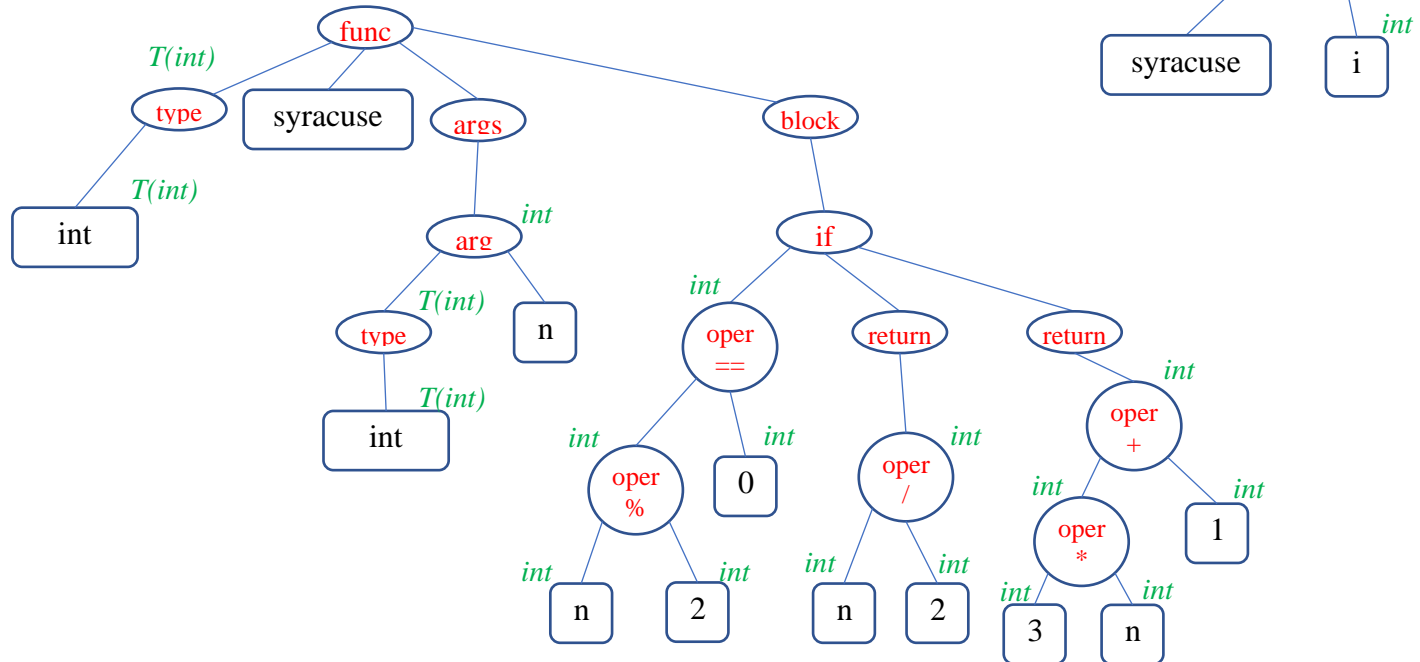 func
int
T(int)
syracuse
i
type
syracuse
args
block
T(int)
int
int
arg
if
int
T(int)
type
n
oper
==
return
return
int
T(int)
int
oper
+
int
int
int
oper
%
0
oper
/
int
int
1
oper
*
int
int
int
int
int
int
n
2
n
2
3
n